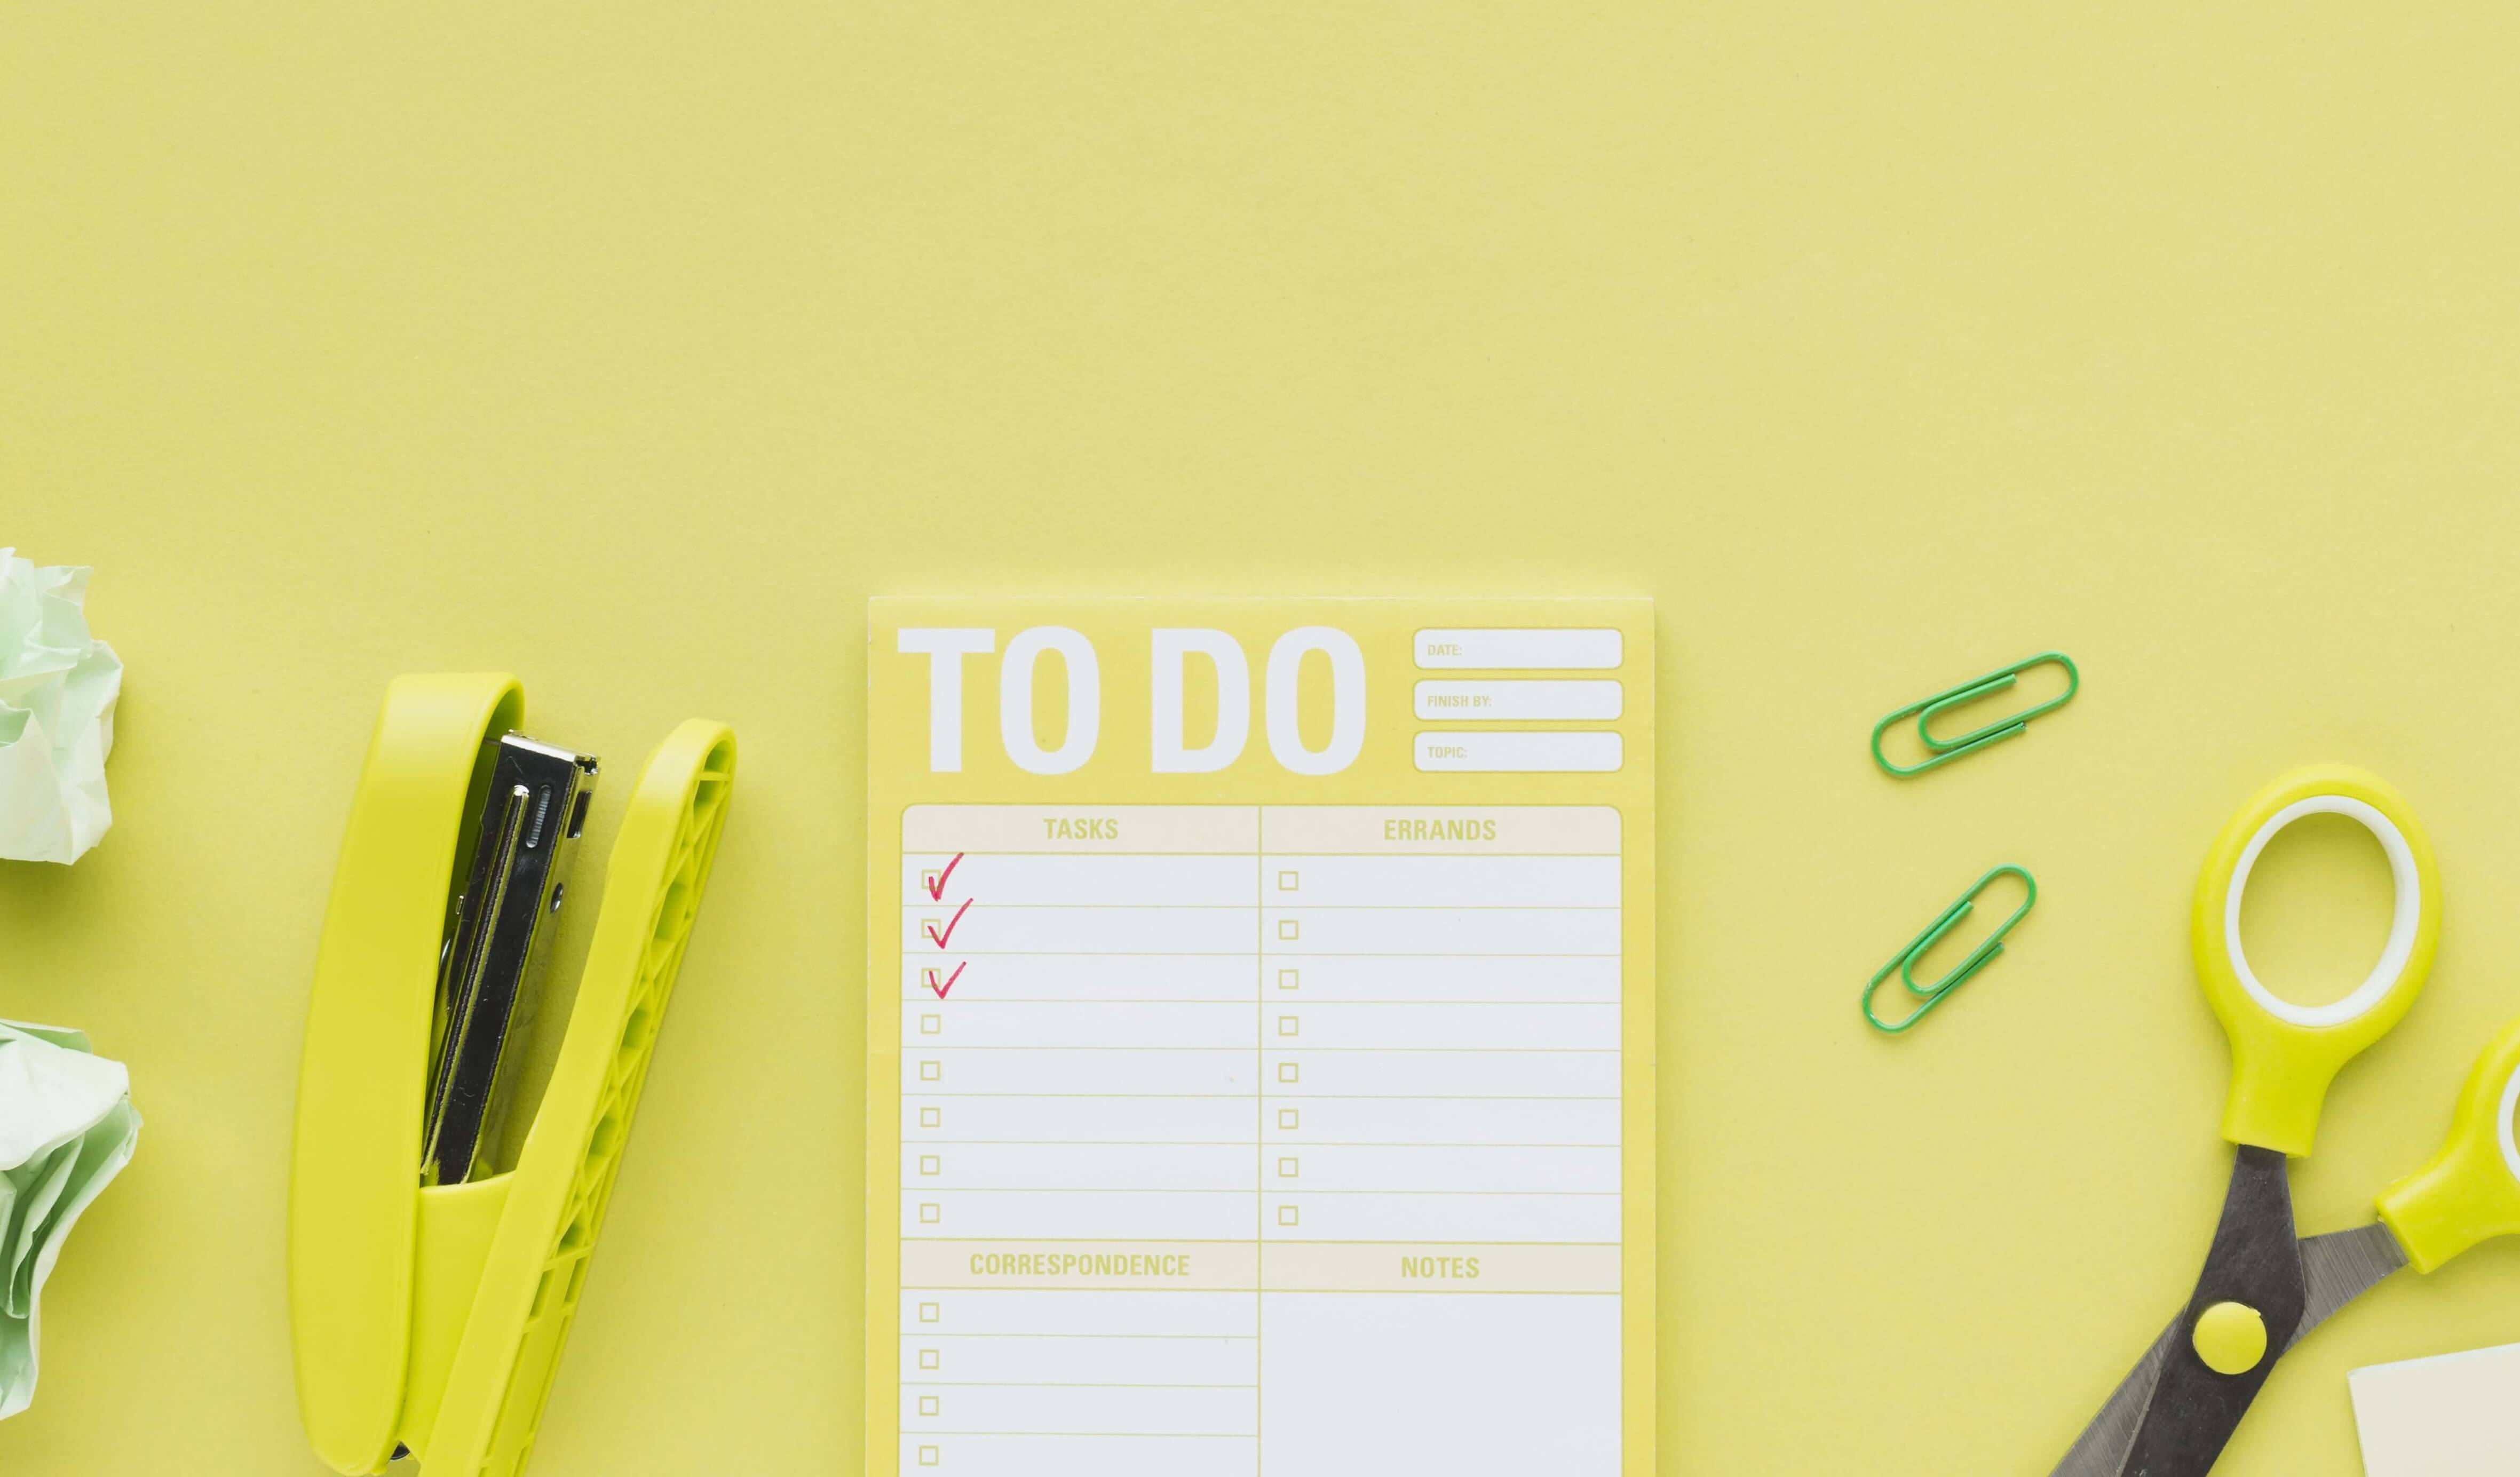 TO DO
DATE:
FINISH BY:
TOPIC:
TASKS
ERRANDS
CORRESPONDENCE
NOTES